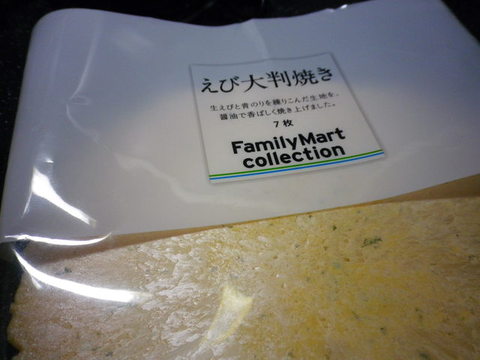 えび大判焼き
生えびと青のりを練りこんだ生地を、
醤油で香ばしく焼き上げました。
7枚
FamilyMart
collection